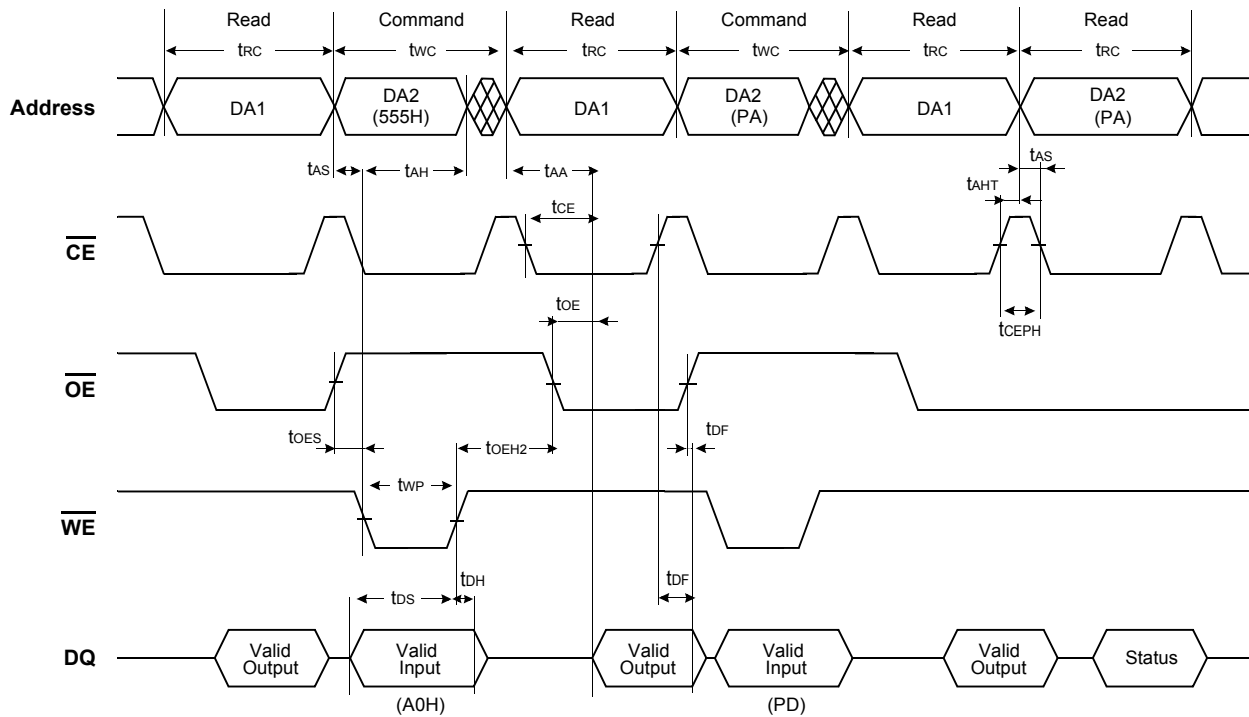 Read Command Read Command Read Read
tRC tWC tRC tWC tRC tRC
Address DA1 DA2 (555H) DA1 DA2 (PA) DA1 DA2 (PA)
tAS tAH tAA tAS
tAHT
CE tCE
tCEPH
tOE
OE
tOES tOEH2 tDF
tWP
WE
tDS tDH tDF
DQ Valid Output Valid Input Valid Output Valid Input Valid Output Status
(A0H) (PD)